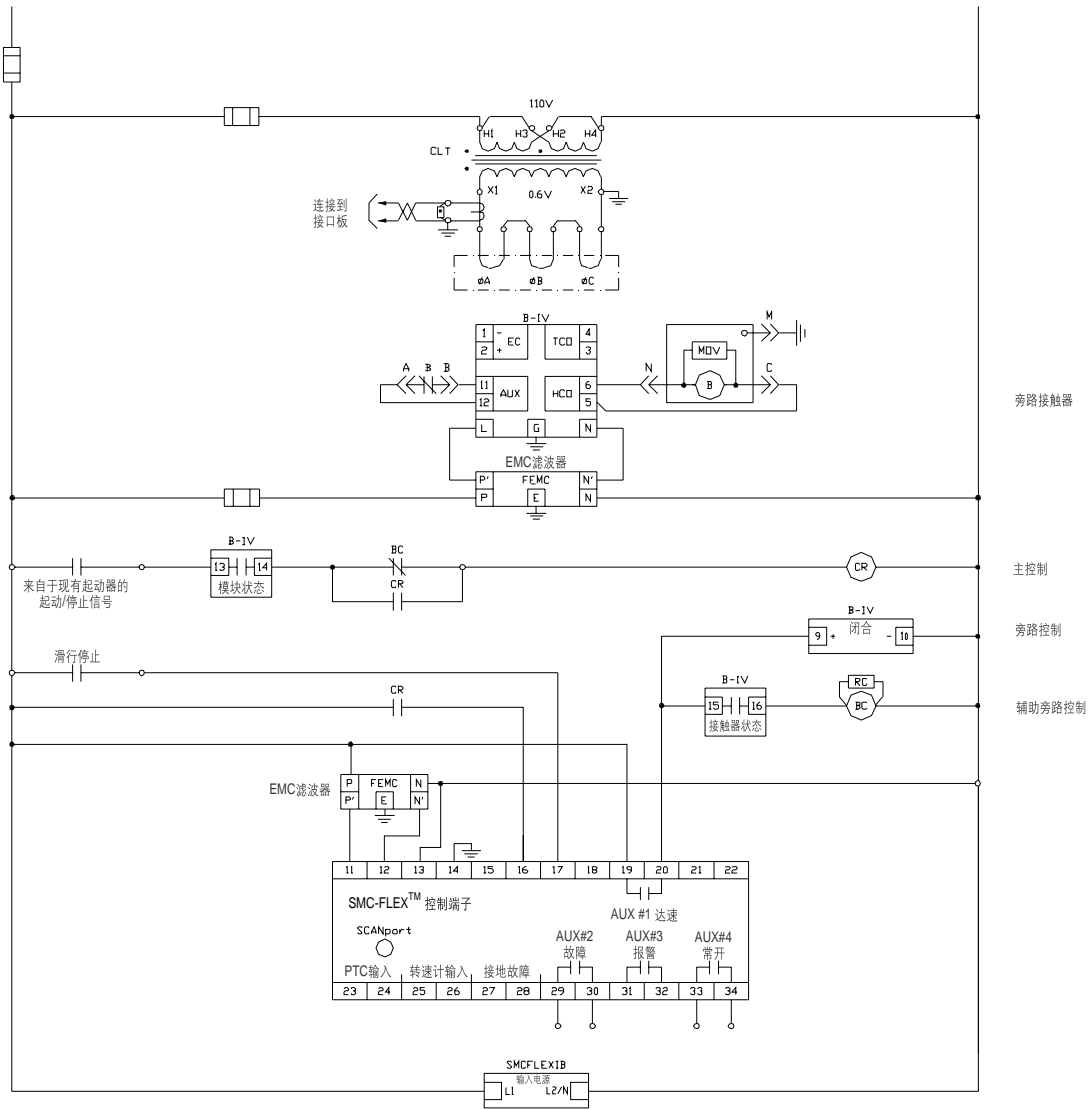 110V
H1 H3 H2 H4
CLT
X1 0.6V X2
连接到
接口板
øA øB øC
B-IV
1 - EC TCO 4
2 + 3
M
MOV
A B B N B C
11 AUX HCO 6
12 5
旁路接触器
L G N
EMC滤波器
P' FEMC N'
P E N
B-IV
BC
13 14
CR
主控制
模块状态
CR
来自于现有起动器的
起动/停止信号
B-IV
闭合
9 + - 10
旁路控制
滑行停止
B-IV
RC
CR
15 16
BC
辅助旁路控制
接触器状态
EMC滤波器
P FEMC N
P' E N'
11 12 13 14 15 16 17 18 19 20 21 22
SMC-FLEX™ 控制端子
AUX #1 达速
SCANport
AUX#2 AUX#3 AUX#4
故障 报警 常开
PTC输入 转速计输入 接地故障
23 24 25 26 27 28 29 30 31 32 33 34
SMCFLEXIB
输入电源
L1 L2/N